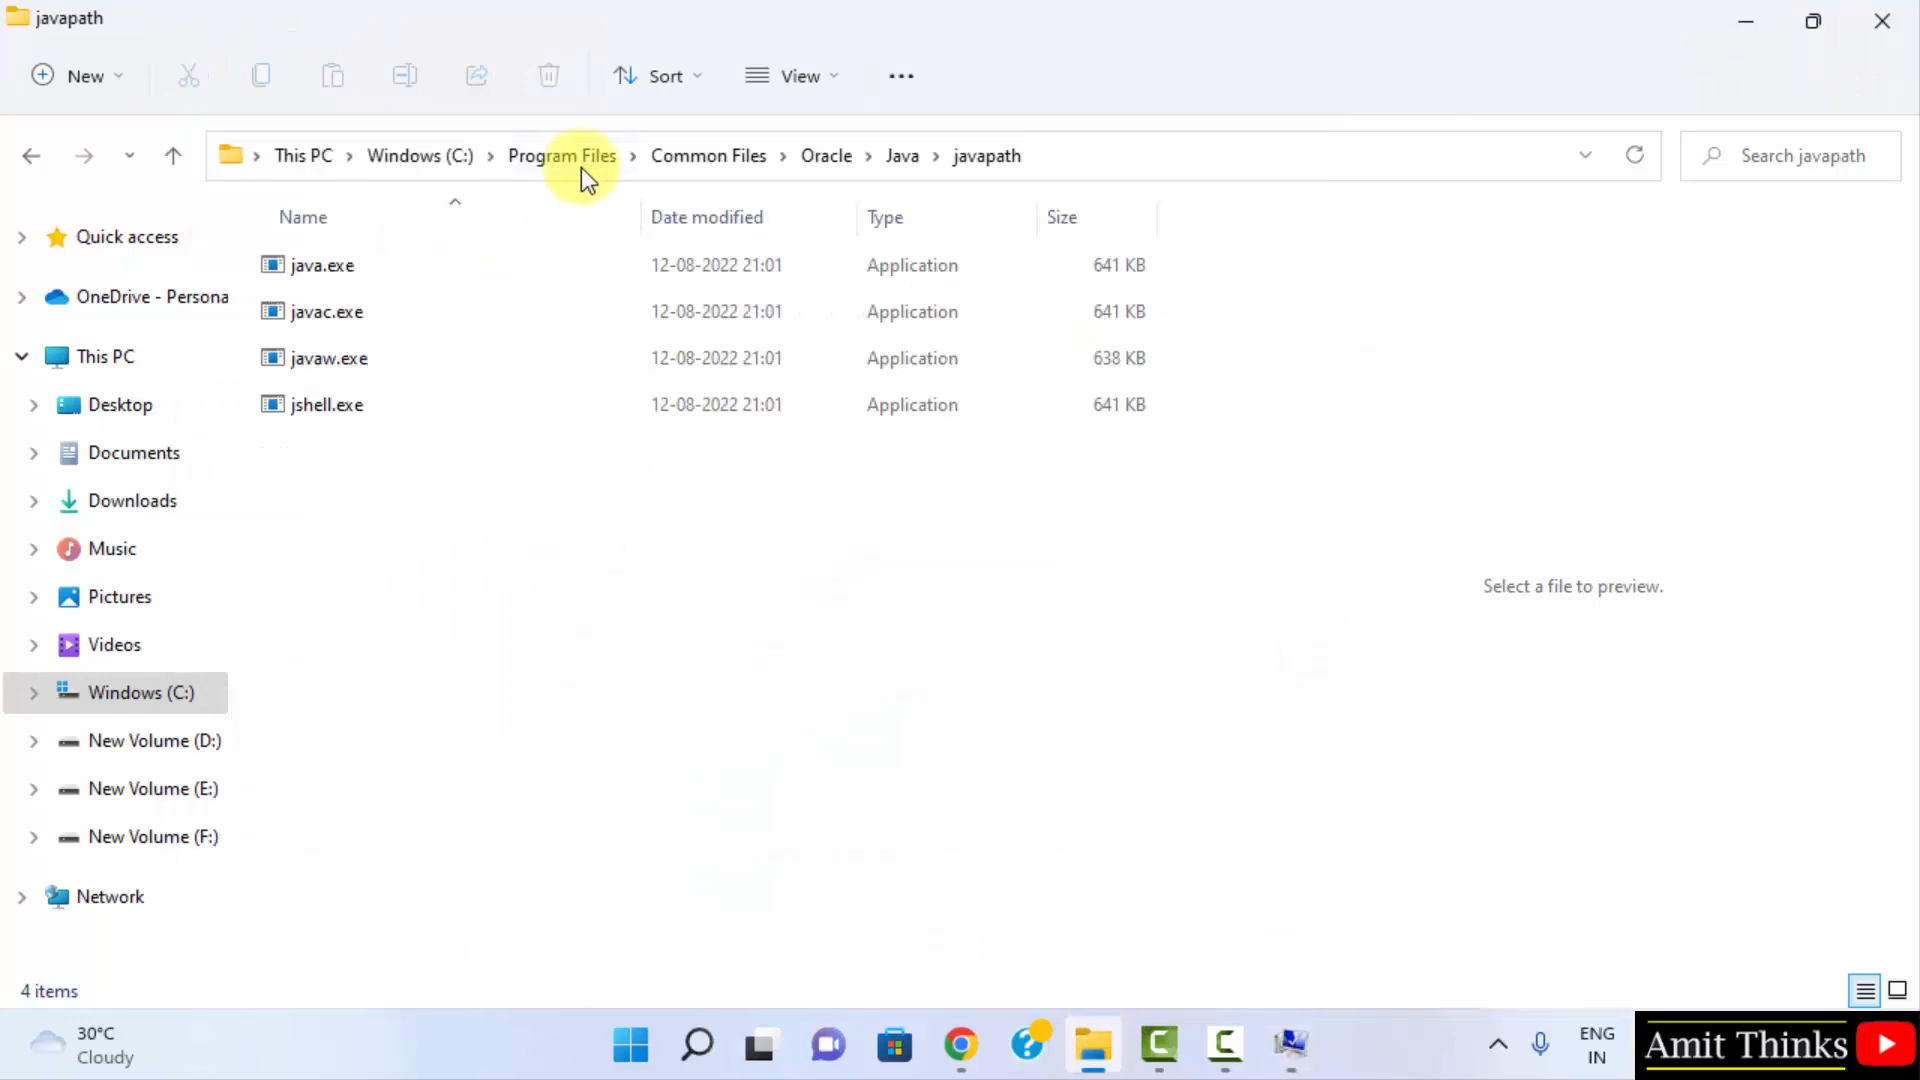 javapath
New
Sort
View
This PC
Windows (C:)
Program Files
Common Files
Oracle
Java
javapath
Search javapath
Name
Date modified
Type
Size
java.exe
12-08-2022 21:01
Application
641 KB
javac.exe
12-08-2022 21:01
Application
641 KB
javaw.exe
12-08-2022 21:01
Application
638 KB
jshell.exe
12-08-2022 21:01
Application
641 KB
Quick access
OneDrive - Persona
This PC
Desktop
Documents
Downloads
Music
Pictures
Videos
Windows (C:)
New Volume (D:)
New Volume (E:)
New Volume (F:)
Network
Select a file to preview.
4 items
30°C
Cloudy
ENG
IN
Amit Thinks